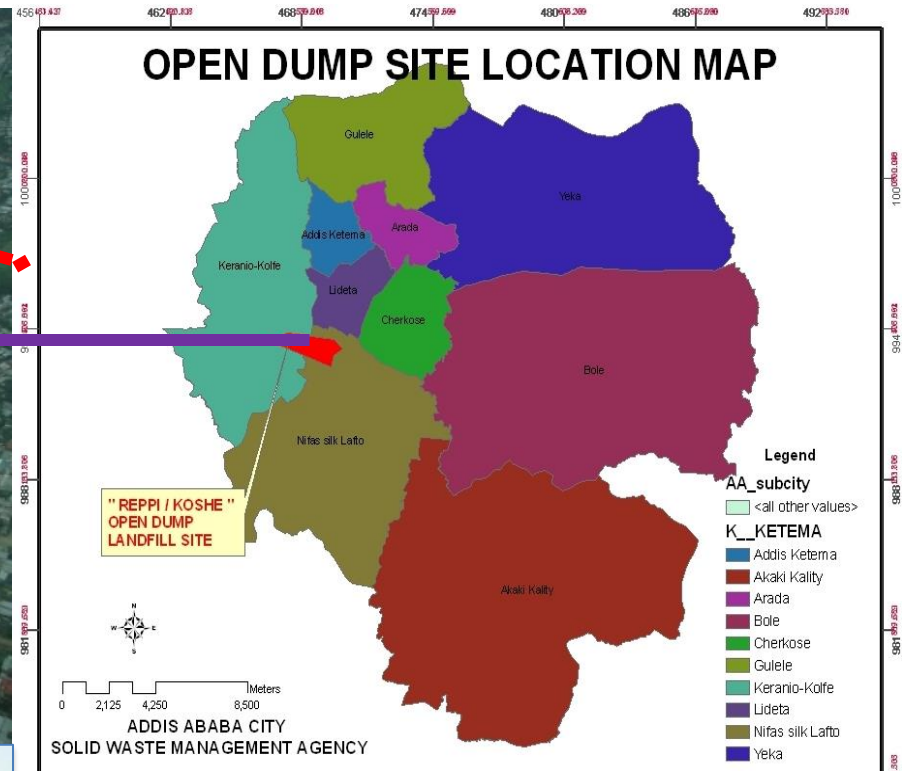 OPEN DUMP SITE LOCATION MAP
Gulele
Yeka
Addis Ketema
Arada
Keranio-Kolfe
Lideta
Cherkose
Bole
Nifas silk Lafto
Akaki Kality
" REPPI / KOSHE "
OPEN DUMP
LANDFILL SITE
N
W E
S
Meters
0 2,125 4,250 8,500
ADDIS ABABA CITY
SOLID WASTE MANAGEMENT AGENCY
Legend
AA_subcity
<all other values>
K__KETEMA
Addis Ketema
Akaki Kality
Arada
Bole
Cherkose
Gulele
Keranio-Kolfe
Lideta
Nifas silk Lafto
Yeka